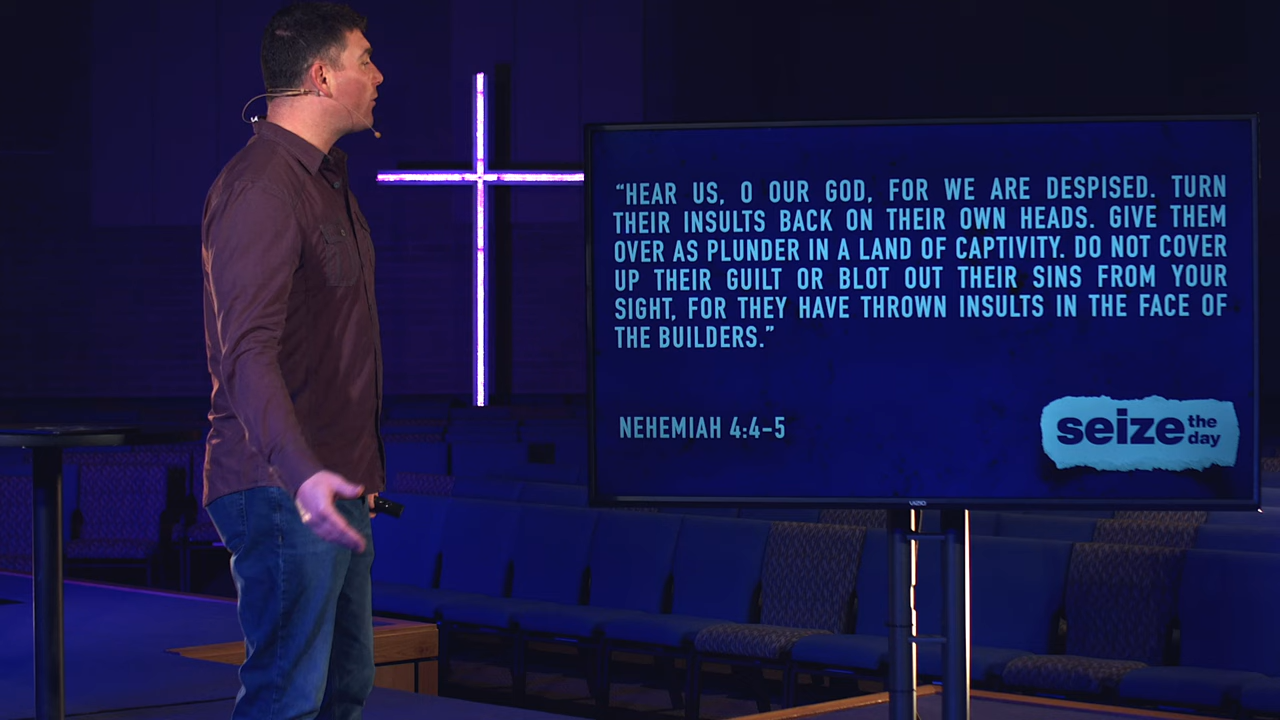 “HEAR US, O OUR GOD, FOR WE ARE DESPISED. TURN
THEIR INSULTS BACK ON THEIR OWN HEADS. GIVE THEM
OVER AS PLUNDER IN A LAND OF CAPTIVITY. DO NOT COVER
UP THEIR GUILT OR BLOT OUT THEIR SINS FROM YOUR
SIGHT, FOR THEY HAVE THROWN INSULTS IN THE FACE OF
THE BUILDERS.”
NEHEMIAH 4:4-5
seize the
day
VIZIO